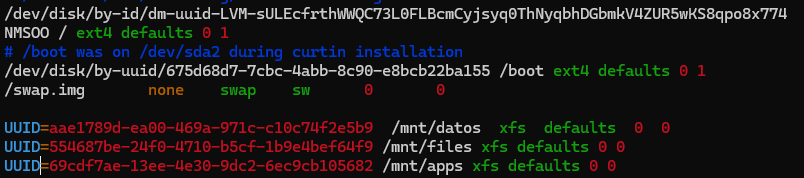 /dev/disk/by-id/dm-uuid-LVM-sULEcfrthWWQC73L0FLBcmCyjsyq0ThNyqbhDGbmkV4ZUR5wKS8qpo8x774
NMSOO / ext4 defaults 0 1
# /boot was on /dev/sda2 during curtin installation
/dev/disk/by-uuid/675d68d7-7cbc-4abb-8c90-e8bcb22ba155 /boot ext4 defaults 0 1
/swap.img none swap sw 0 0
UUID=aae1789d-ea00-469a-971c-c10c74f2e5b9 /mnt/datos xfs defaults 0 0
UUID=554687be-24f0-4710-b5cf-1b9e4bef64f9 /mnt/files xfs defaults 0 0
UUID=69cdf7ae-13ee-4e30-9dc2-6ec9cb105682 /mnt/apps xfs defaults 0 0